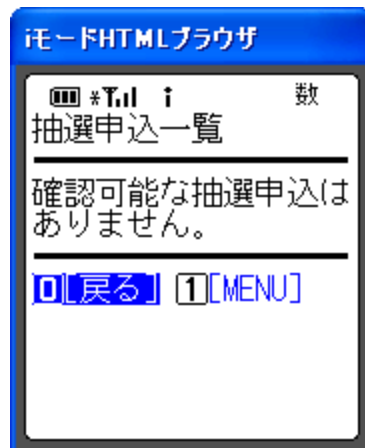 iモードHTMLブラウザ
数
抽選申込一覧
確認可能な抽選申込は
ありません。
0[戻る] 1[MENU]